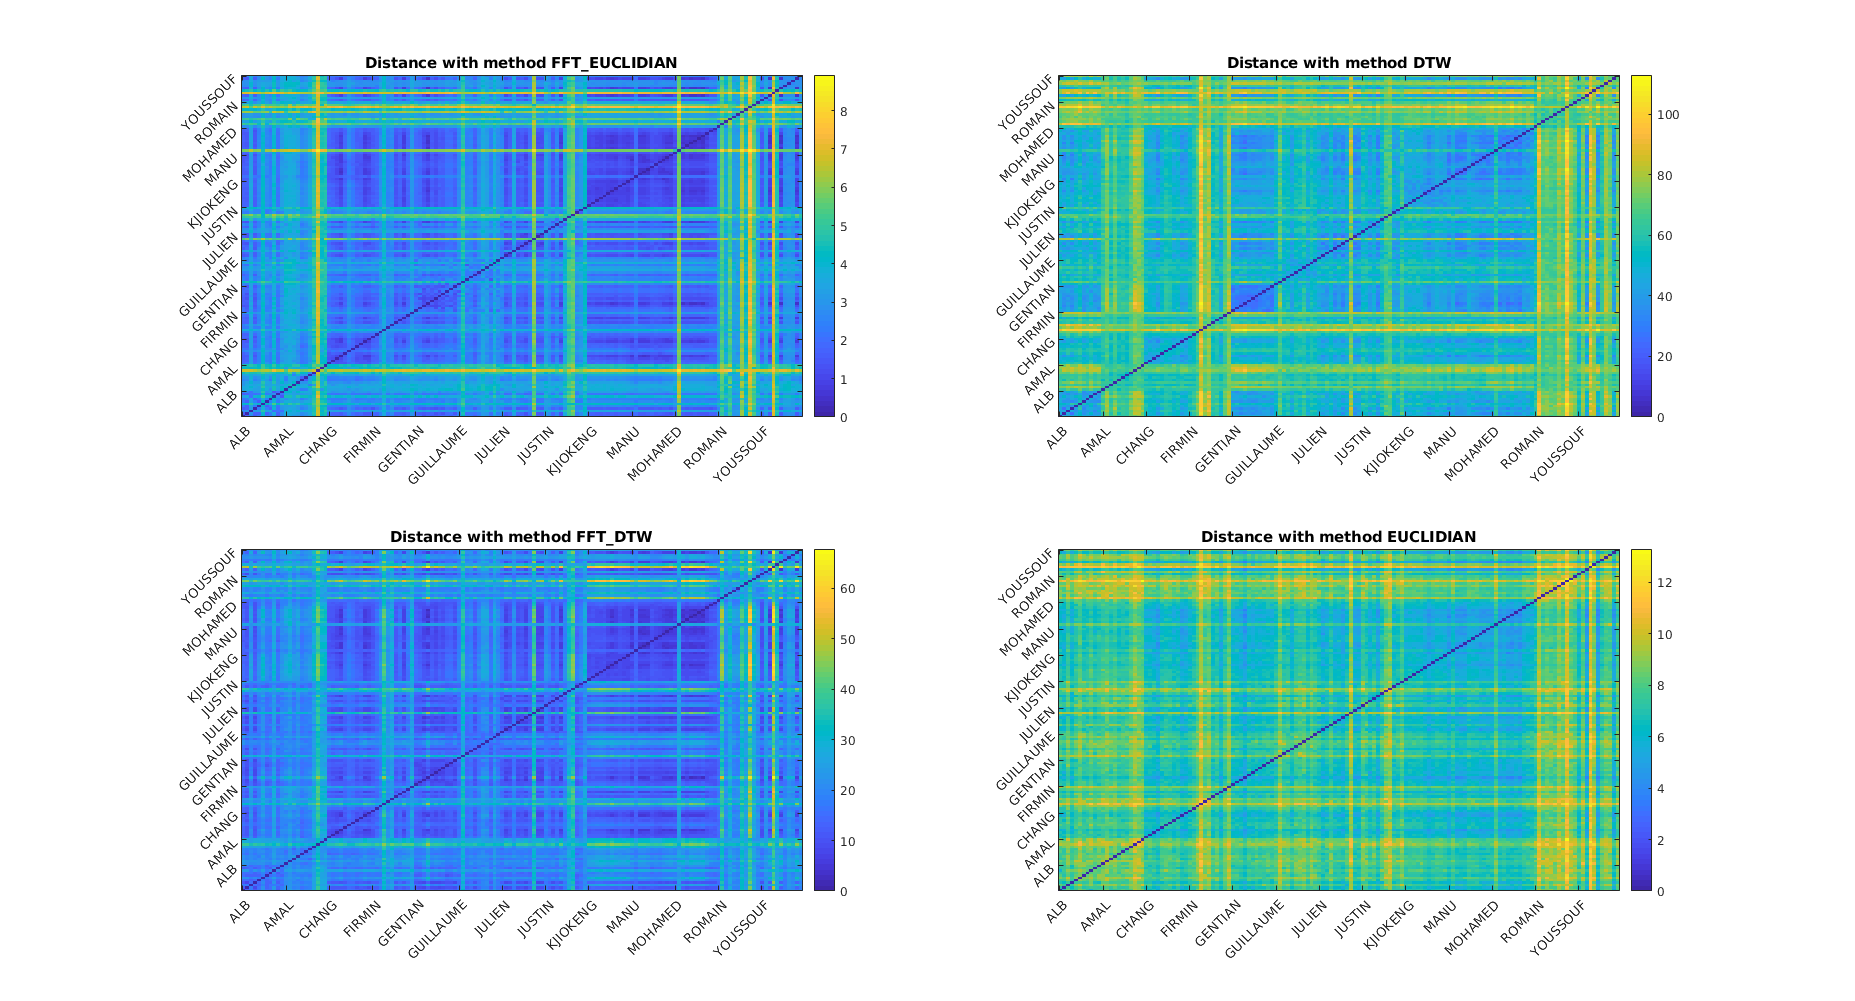 Distance with method FFT_EUCLIDIAN
YOUSSOUF
ROMAIN
MOHAMED
MANU
KJIOKENG
JUSTIN
JULIEN
GUILLAUME
GENTIAN
FIRMIN
CHANG
AMAL
ALB
ALB AMAL CHANG FIRMIN GENTIAN GUILLAUME JULIEN JUSTIN KJIOKENG MANU MOHAMED ROMAIN YOUSSOUF
8
7
6
5
4
3
2
1
0
Distance with method DTW
YOUSSOUF
ROMAIN
MOHAMED
MANU
KJIOKENG
JUSTIN
JULIEN
GUILLAUME
GENTIAN
FIRMIN
CHANG
AMAL
ALB
ALB AMAL CHANG FIRMIN GENTIAN GUILLAUME JULIEN JUSTIN KJIOKENG MANU MOHAMED ROMAIN YOUSSOUF
100
80
60
40
20
0
Distance with method FFT_DTW
YOUSSOUF
ROMAIN
MOHAMED
MANU
KJIOKENG
JUSTIN
JULIEN
GUILLAUME
GENTIAN
FIRMIN
CHANG
AMAL
ALB
ALB AMAL CHANG FIRMIN GENTIAN GUILLAUME JULIEN JUSTIN KJIOKENG MANU MOHAMED ROMAIN YOUSSOUF
60
50
40
30
20
10
0
Distance with method EUCLIDIAN
YOUSSOUF
ROMAIN
MOHAMED
MANU
KJIOKENG
JUSTIN
JULIEN
GUILLAUME
GENTIAN
FIRMIN
CHANG
AMAL
ALB
ALB AMAL CHANG FIRMIN GENTIAN GUILLAUME JULIEN JUSTIN KJIOKENG MANU MOHAMED ROMAIN YOUSSOUF
12
10
8
6
4
2
0